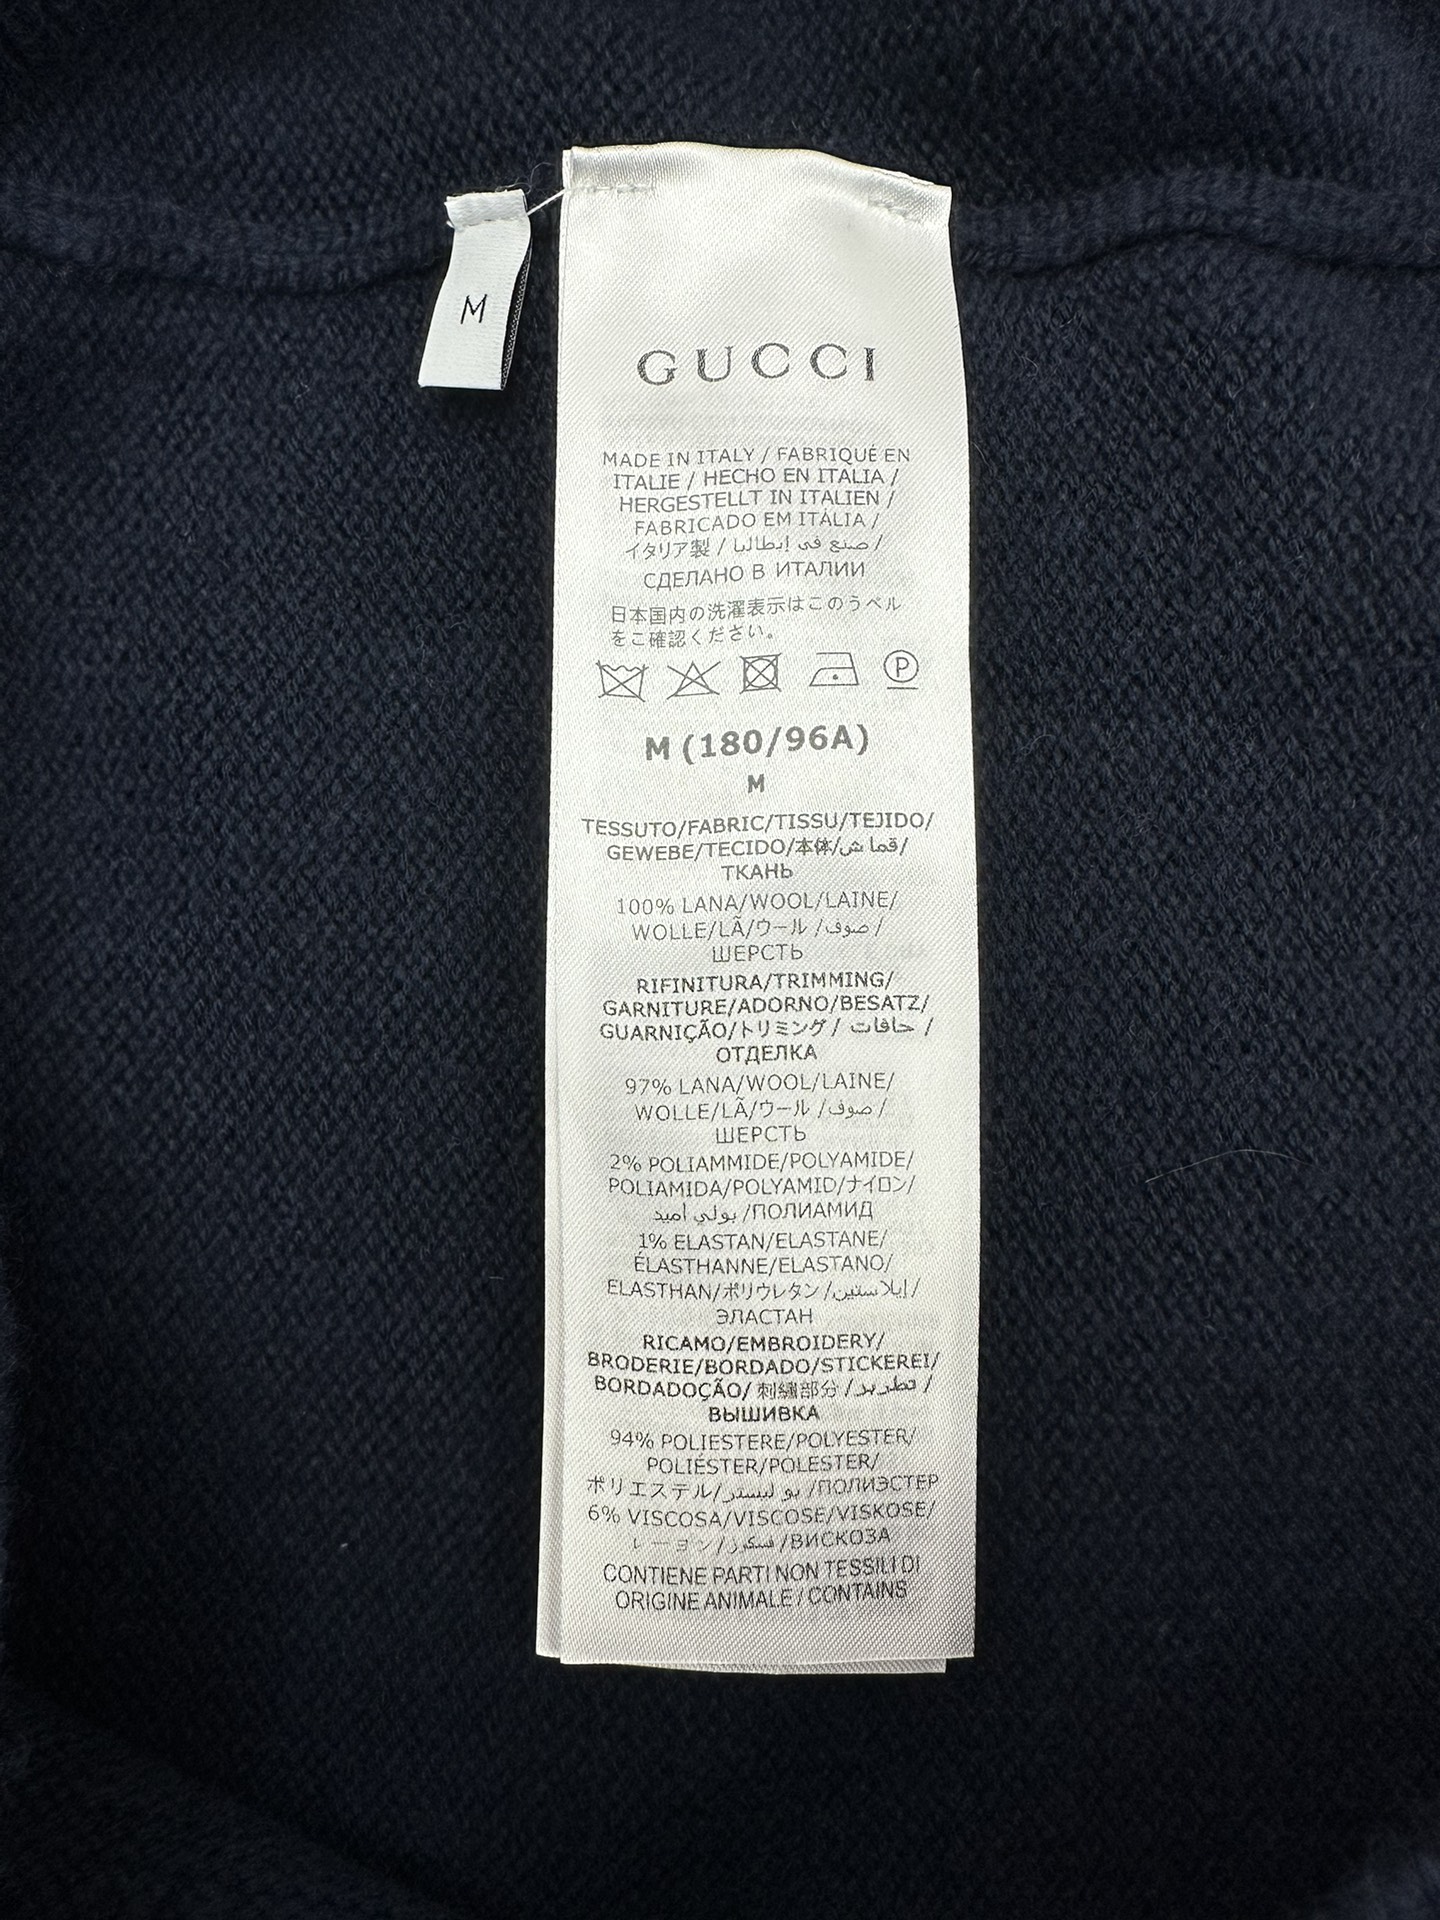 M
GUCCI
MADE IN ITALY / FABRIQUÉ EN
ITALIE / HECHO EN ITALIA /
HERGESTELLT IN ITALIEN /
FABRICADO EM ITÁLIA /
イタリア製 / صنع في إيطاليا /
СДЕЛАНО В ИТАЛИИ
日本国内の洗濯表示はこのうベル
をご確認ください。
P
M (180/96A)
M
TESSUTO/FABRIC/TISSU/TEJIDO/
GEWEBE/TECIDO/本体/قماش/
ТКАНЬ
100% LANA/WOOL/LAINE/
WOLLE/LÃ/ウール /صوف/
ШЕРСТЬ
RIFINITURA/TRIMMING/
GARNITURE/ADORNO/BESATZ/
GUARNIÇÃO/トリミング/ حافات /
ОТДЕЛКА
97% LANA/WOOL/LAINE/
WOLLE/LÃ/ウール /صوف/
ШЕРСТЬ
2% POLIAMMIDE/POLYAMIDE/
POLIAMIDA/POLYAMID/ナイロン/
بولي أميد /ПОЛИАМИД
1% ELASTAN/ELASTANE/
ÉLASTHANNE/ELASTANO/
ELASTHAN/ポリウレタン /إيلاستين/
ЭЛАСТАН
RICAMO/EMBROIDERY/
BRODERIE/BORDADO/STICKEREI/
BORDADOÇÃO/ 刺繍部分 /تطريز /
ВЫШИВКА
94% POLIESTERE/POLYESTER/
POLIÉSTER/POLESTER/
ポリエステル/بو ليستر /ПОЛИЭСТЕР
6% VISCOSA/VISCOSE/VISKOSE/
レーヨン/فسكوز /ВИСКОЗА
CONTIENE PARTI NON TESSILI DI
ORIGINE ANIMALE / CONTAINS